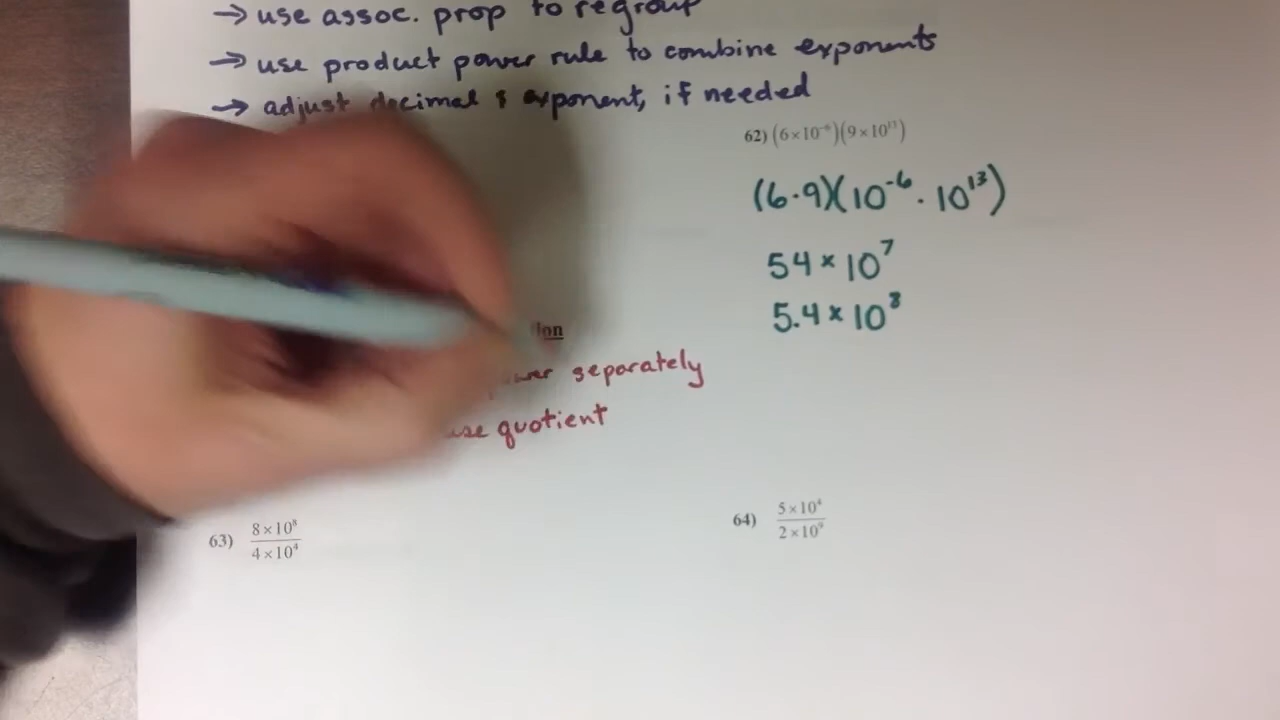 → use assoc. prop to regroup
→ use product power rule to combine exponents
→ adjust decimal & exponent, if needed
62) (6×10⁻⁶)(9×10¹³)
(6·9)(10⁻⁶ · 10¹³)
54 × 10⁷
5.4 × 10⁸
separately
use quotient
63) 8×10⁸
4×10⁴
64) 5×10⁴
2×10⁹